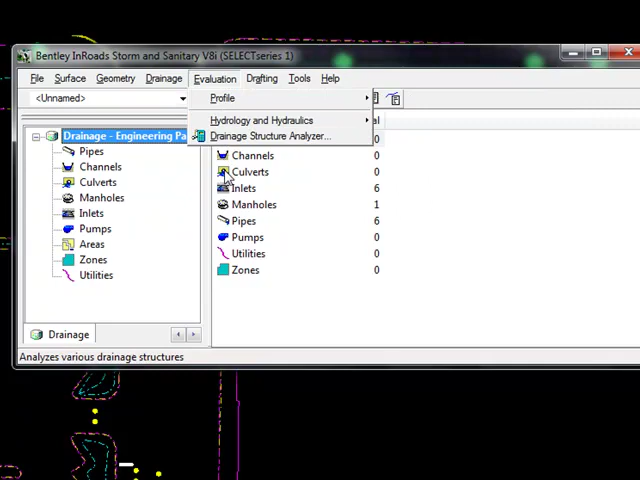 Bentley InRoads Storm and Sanitary V8i (SELECTseries 1)
File Surface Geometry Drainage Evaluation Drafting Tools Help
<Unnamed>
Profile
Hydrology and Hydraulics
Drainage Structure Analyzer...
Drainage - Engineering Pa
Pipes
Channels
Culverts
Manholes
Inlets
Pumps
Areas
Zones
Utilities
al
0
Channels 0
Culverts 0
Inlets 6
Manholes 1
Pipes 6
Pumps 0
Utilities 0
Zones 0
Drainage
Analyzes various drainage structures